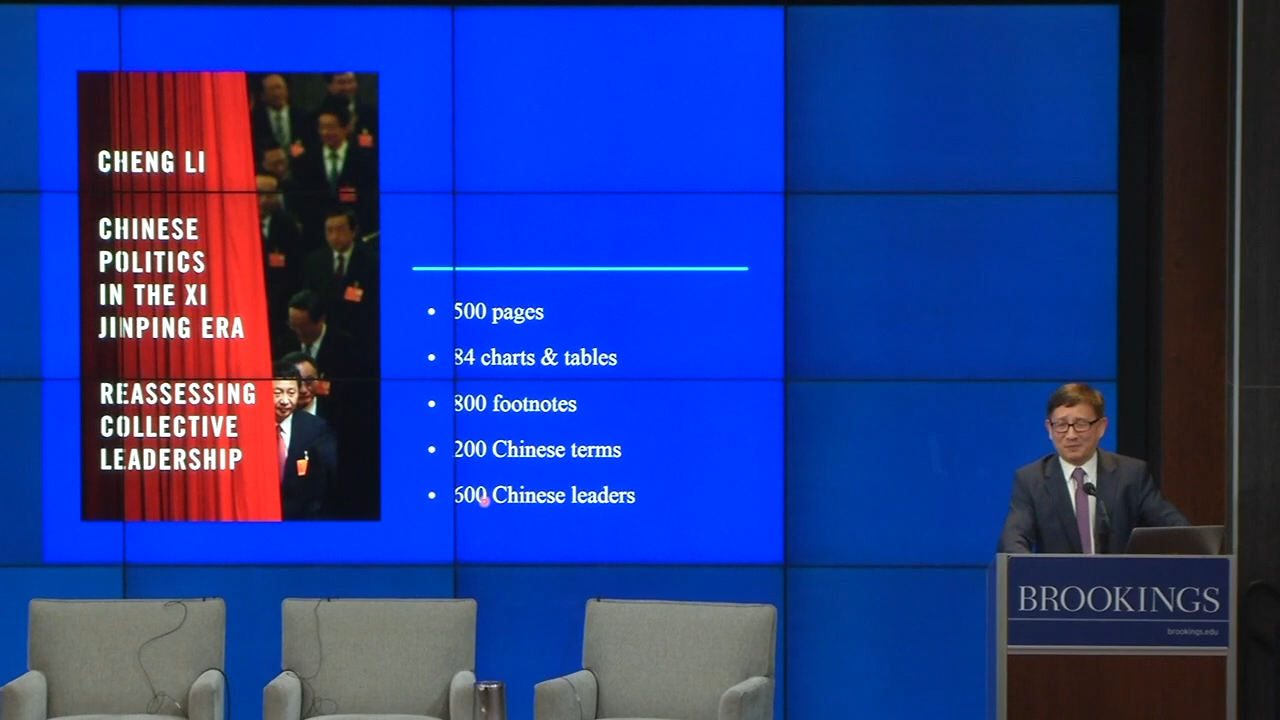 CHENG LI
CHINESE
POLITICS
IN THE XI
JINPING ERA
REASSESSING
COLLECTIVE
LEADERSHIP
• 500 pages
• 84 charts & tables
• 800 footnotes
• 200 Chinese terms
• 600 Chinese leaders
BROOKINGS
brookings.edu